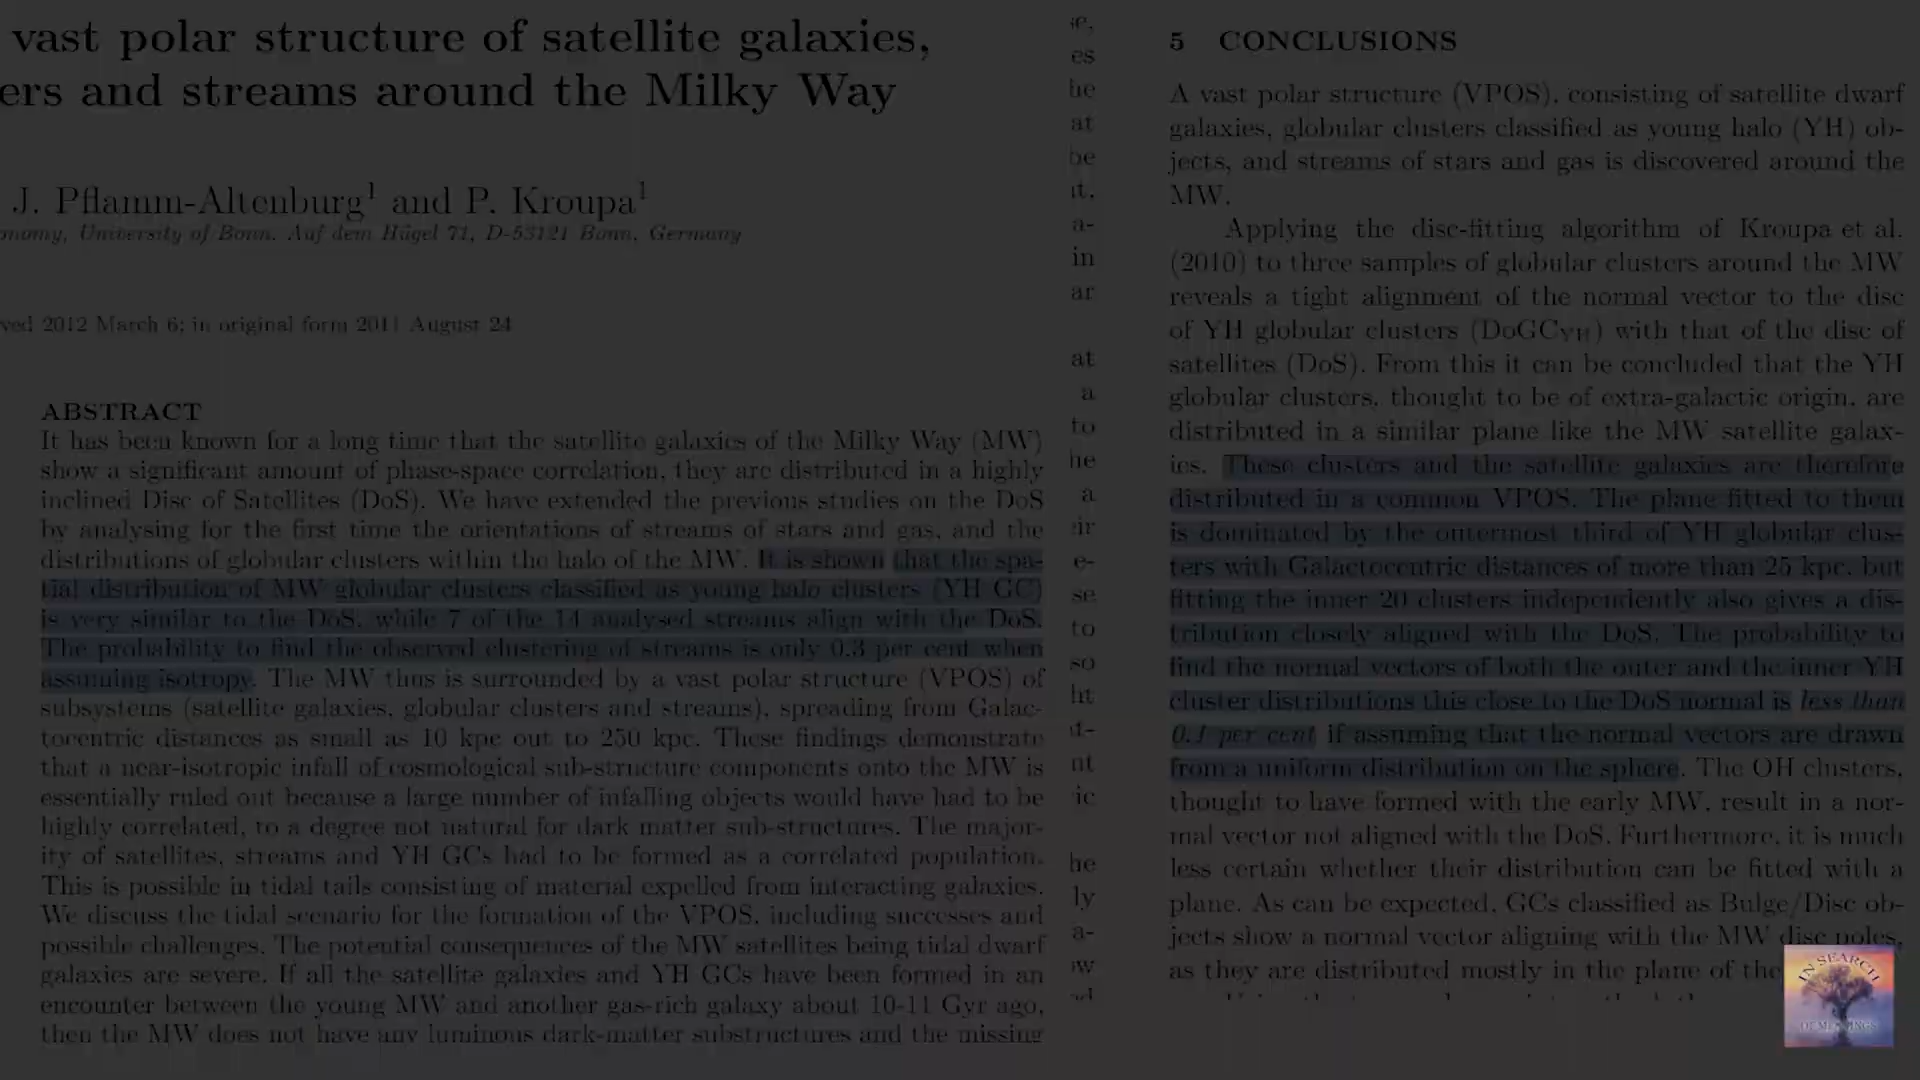 vast polar structure of satellite galaxies,
ers and streams around the Milky Way
J. Pflamm-Altenburg¹ and P. Kroupa¹
onomy, University of Bonn, Auf dem Hügel 71, D-53121 Bonn, Germany
ved 2012 March 6; in original form 2011 August 24
ABSTRACT
It has been known for a long time that the satellite galaxies of the Milky Way (MW)
show a significant amount of phase-space correlation, they are distributed in a highly
inclined Disc of Satellites (DoS). We have extended the previous studies on the DoS
by analysing for the first time the orientations of streams of stars and gas, and the
distributions of globular clusters within the halo of the MW. It is shown that the spa-
tial distribution of MW globular clusters classified as young halo clusters (YH GC)
is very similar to the DoS, while 7 of the 14 analysed streams align with the DoS.
The probability to find the observed clustering of streams is only 0.3 per cent when
assuming isotropy. The MW thus is surrounded by a vast polar structure (VPOS) of
subsystems (satellite galaxies, globular clusters and streams), spreading from Galac-
tocentric distances as small as 10 kpc out to 250 kpc. These findings demonstrate
that a near-isotropic infall of cosmological sub-structure components onto the MW is
essentially ruled out because a large number of infalling objects would have had to be
highly correlated, to a degree not natural for dark matter sub-structures. The major-
ity of satellites, streams and YH GCs had to be formed as a correlated population.
This is possible in tidal tails consisting of material expelled from interacting galaxies.
We discuss the tidal scenario for the formation of the VPOS, including successes and
possible challenges. The potential consequences of the MW satellites being tidal dwarf
galaxies are severe. If all the satellite galaxies and YH GCs have been formed in an
encounter between the young MW and another gas-rich galaxy about 10-11 Gyr ago,
then the MW does not have any luminous dark-matter substructures and the missing
se,
es
he
at
be
it,
a-
in
ar
at
a
to
he
a
eir
e-
se
to
so
ht
d-
nt
ic
he
ly
a-
ow
nd
5 CONCLUSIONS
A vast polar structure (VPOS), consisting of satellite dwarf
galaxies, globular clusters classified as young halo (YH) ob-
jects, and streams of stars and gas is discovered around the
MW.
Applying the disc-fitting algorithm of Kroupa et al.
(2010) to three samples of globular clusters around the MW
reveals a tight alignment of the normal vector to the disc
of YH globular clusters (DoGCYH) with that of the disc of
satellites (DoS). From this it can be concluded that the YH
globular clusters, thought to be of extra-galactic origin, are
distributed in a similar plane like the MW satellite galax-
ies. These clusters and the satellite galaxies are therefore
distributed in a common VPOS. The plane fitted to them
is dominated by the outermost third of YH globular clus-
ters with Galactocentric distances of more than 25 kpc, but
fitting the inner 20 clusters independently also gives a dis-
tribution closely aligned with the DoS. The probability to
find the normal vectors of both the outer and the inner YH
cluster distributions this close to the DoS normal is less than
0.1 per cent if assuming that the normal vectors are drawn
from a uniform distribution on the sphere. The OH clusters,
thought to have formed with the early MW, result in a nor-
mal vector not aligned with the DoS. Furthermore, it is much
less certain whether their distribution can be fitted with a
plane. As can be expected, GCs classified as Bulge/Disc ob-
jects show a normal vector aligning with the MW disc poles,
as they are distributed mostly in the plane of the
IN SEARCH